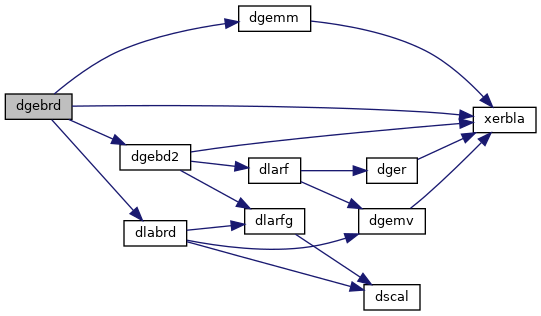 dgemm
dgebrd
xerbla
dgebd2
dlarf
dger
dlarfg
dgemv
dlabrd
dscal